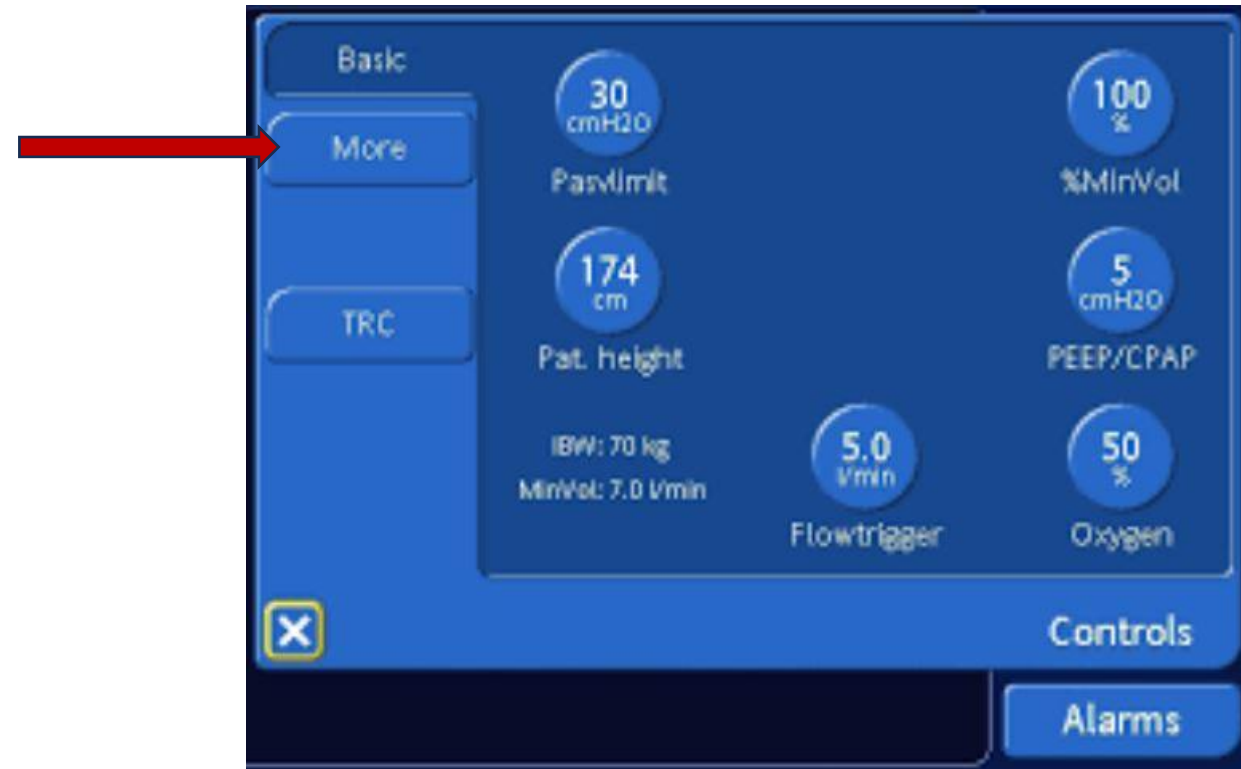 Basic
More
TRC
30
cmH2O
Pasvlimit
100
%
%MinVol
174
cm
Pat. height
5
cmH2O
PEEP/CPAP
IBW: 70 kg
MinVol: 7.0 l/min
5.0
l/min
Flowtrigger
50
%
Oxygen
Controls
Alarms